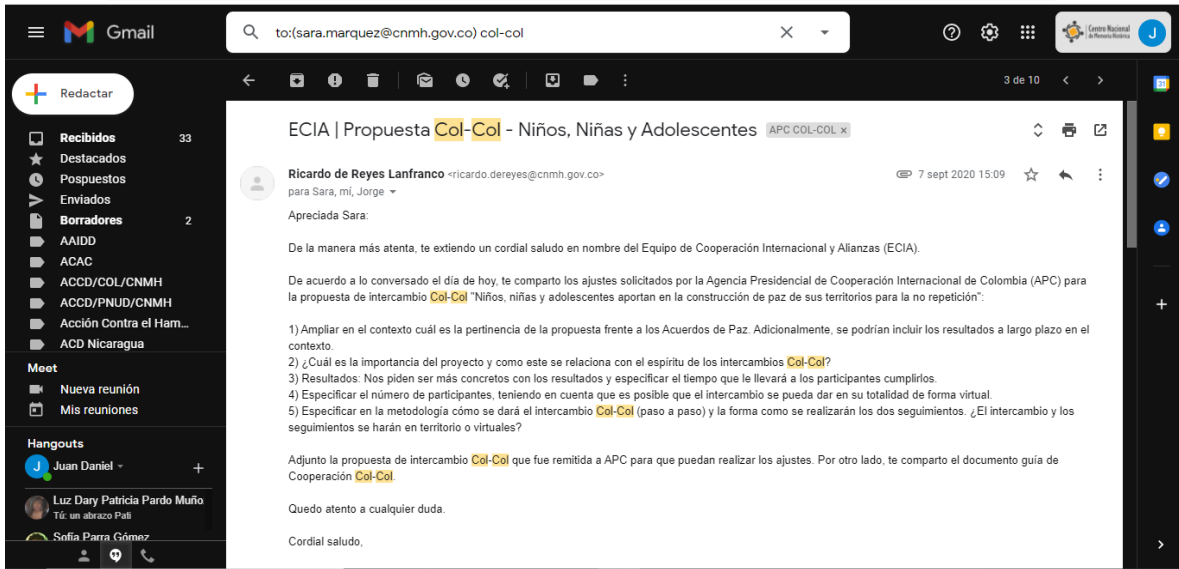 Gmail
to:(sara.marquez@cnmh.gov.co) col-col
Centro Nacional
de Memoria Histórica
J
Redactar
3 de 10
31
Recibidos 33
Destacados
Pospuestos
Enviados
Borradores 2
AAIDD
ACAC
ACCD/COL/CNMH
ACCD/PNUD/CNMH
Acción Contra el Ham...
ACD Nicaragua
Meet
Nueva reunión
Mis reuniones
Hangouts
J Juan Daniel
Luz Dary Patricia Pardo Muño
Tú: un abrazo Pati
Sofía Parra Gómez
ECIA | Propuesta Col-Col - Niños, Niñas y Adolescentes APC COL-COL x
Ricardo de Reyes Lanfranco <ricardo.dereyes@cnmh.gov.co> 7 sept 2020 15:09
para Sara, mí, Jorge
Apreciada Sara:
De la manera más atenta, te extiendo un cordial saludo en nombre del Equipo de Cooperación Internacional y Alianzas (ECIA).
De acuerdo a lo conversado el día de hoy, te comparto los ajustes solicitados por la Agencia Presidencial de Cooperación Internacional de Colombia (APC) para
la propuesta de intercambio Col-Col "Niños, niñas y adolescentes aportan en la construcción de paz de sus territorios para la no repetición":
1) Ampliar en el contexto cuál es la pertinencia de la propuesta frente a los Acuerdos de Paz. Adicionalmente, se podrían incluir los resultados a largo plazo en el
contexto.
2) ¿Cuál es la importancia del proyecto y como este se relaciona con el espíritu de los intercambios Col-Col?
3) Resultados: Nos piden ser más concretos con los resultados y especificar el tiempo que le llevará a los participantes cumplirlos.
4) Especificar el número de participantes, teniendo en cuenta que es posible que el intercambio se pueda dar en su totalidad de forma virtual.
5) Especificar en la metodología cómo se dará el intercambio Col-Col (paso a paso) y la forma como se realizarán los dos seguimientos. ¿El intercambio y los
seguimientos se harán en territorio o virtuales?
Adjunto la propuesta de intercambio Col-Col que fue remitida a APC para que puedan realizar los ajustes. Por otro lado, te comparto el documento guía de
Cooperación Col-Col.
Quedo atento a cualquier duda.
Cordial saludo,